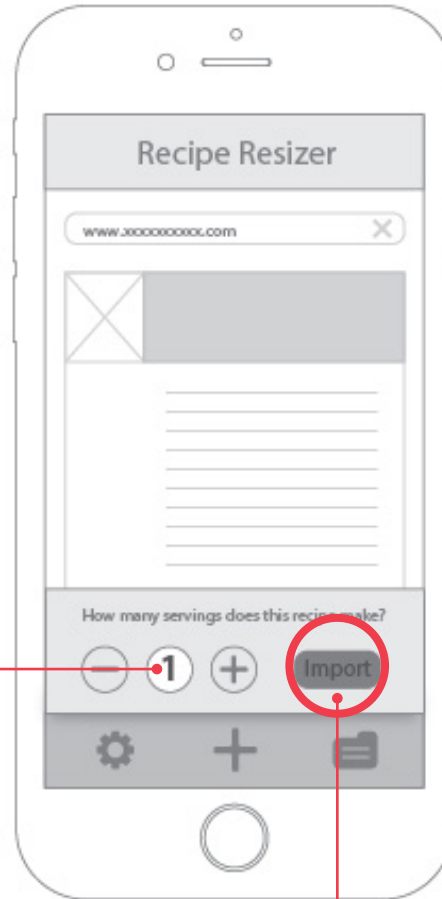 Recipe Resizer
www.xxxxxxxxxx.com
How many servings does this recipe make?
1
Import